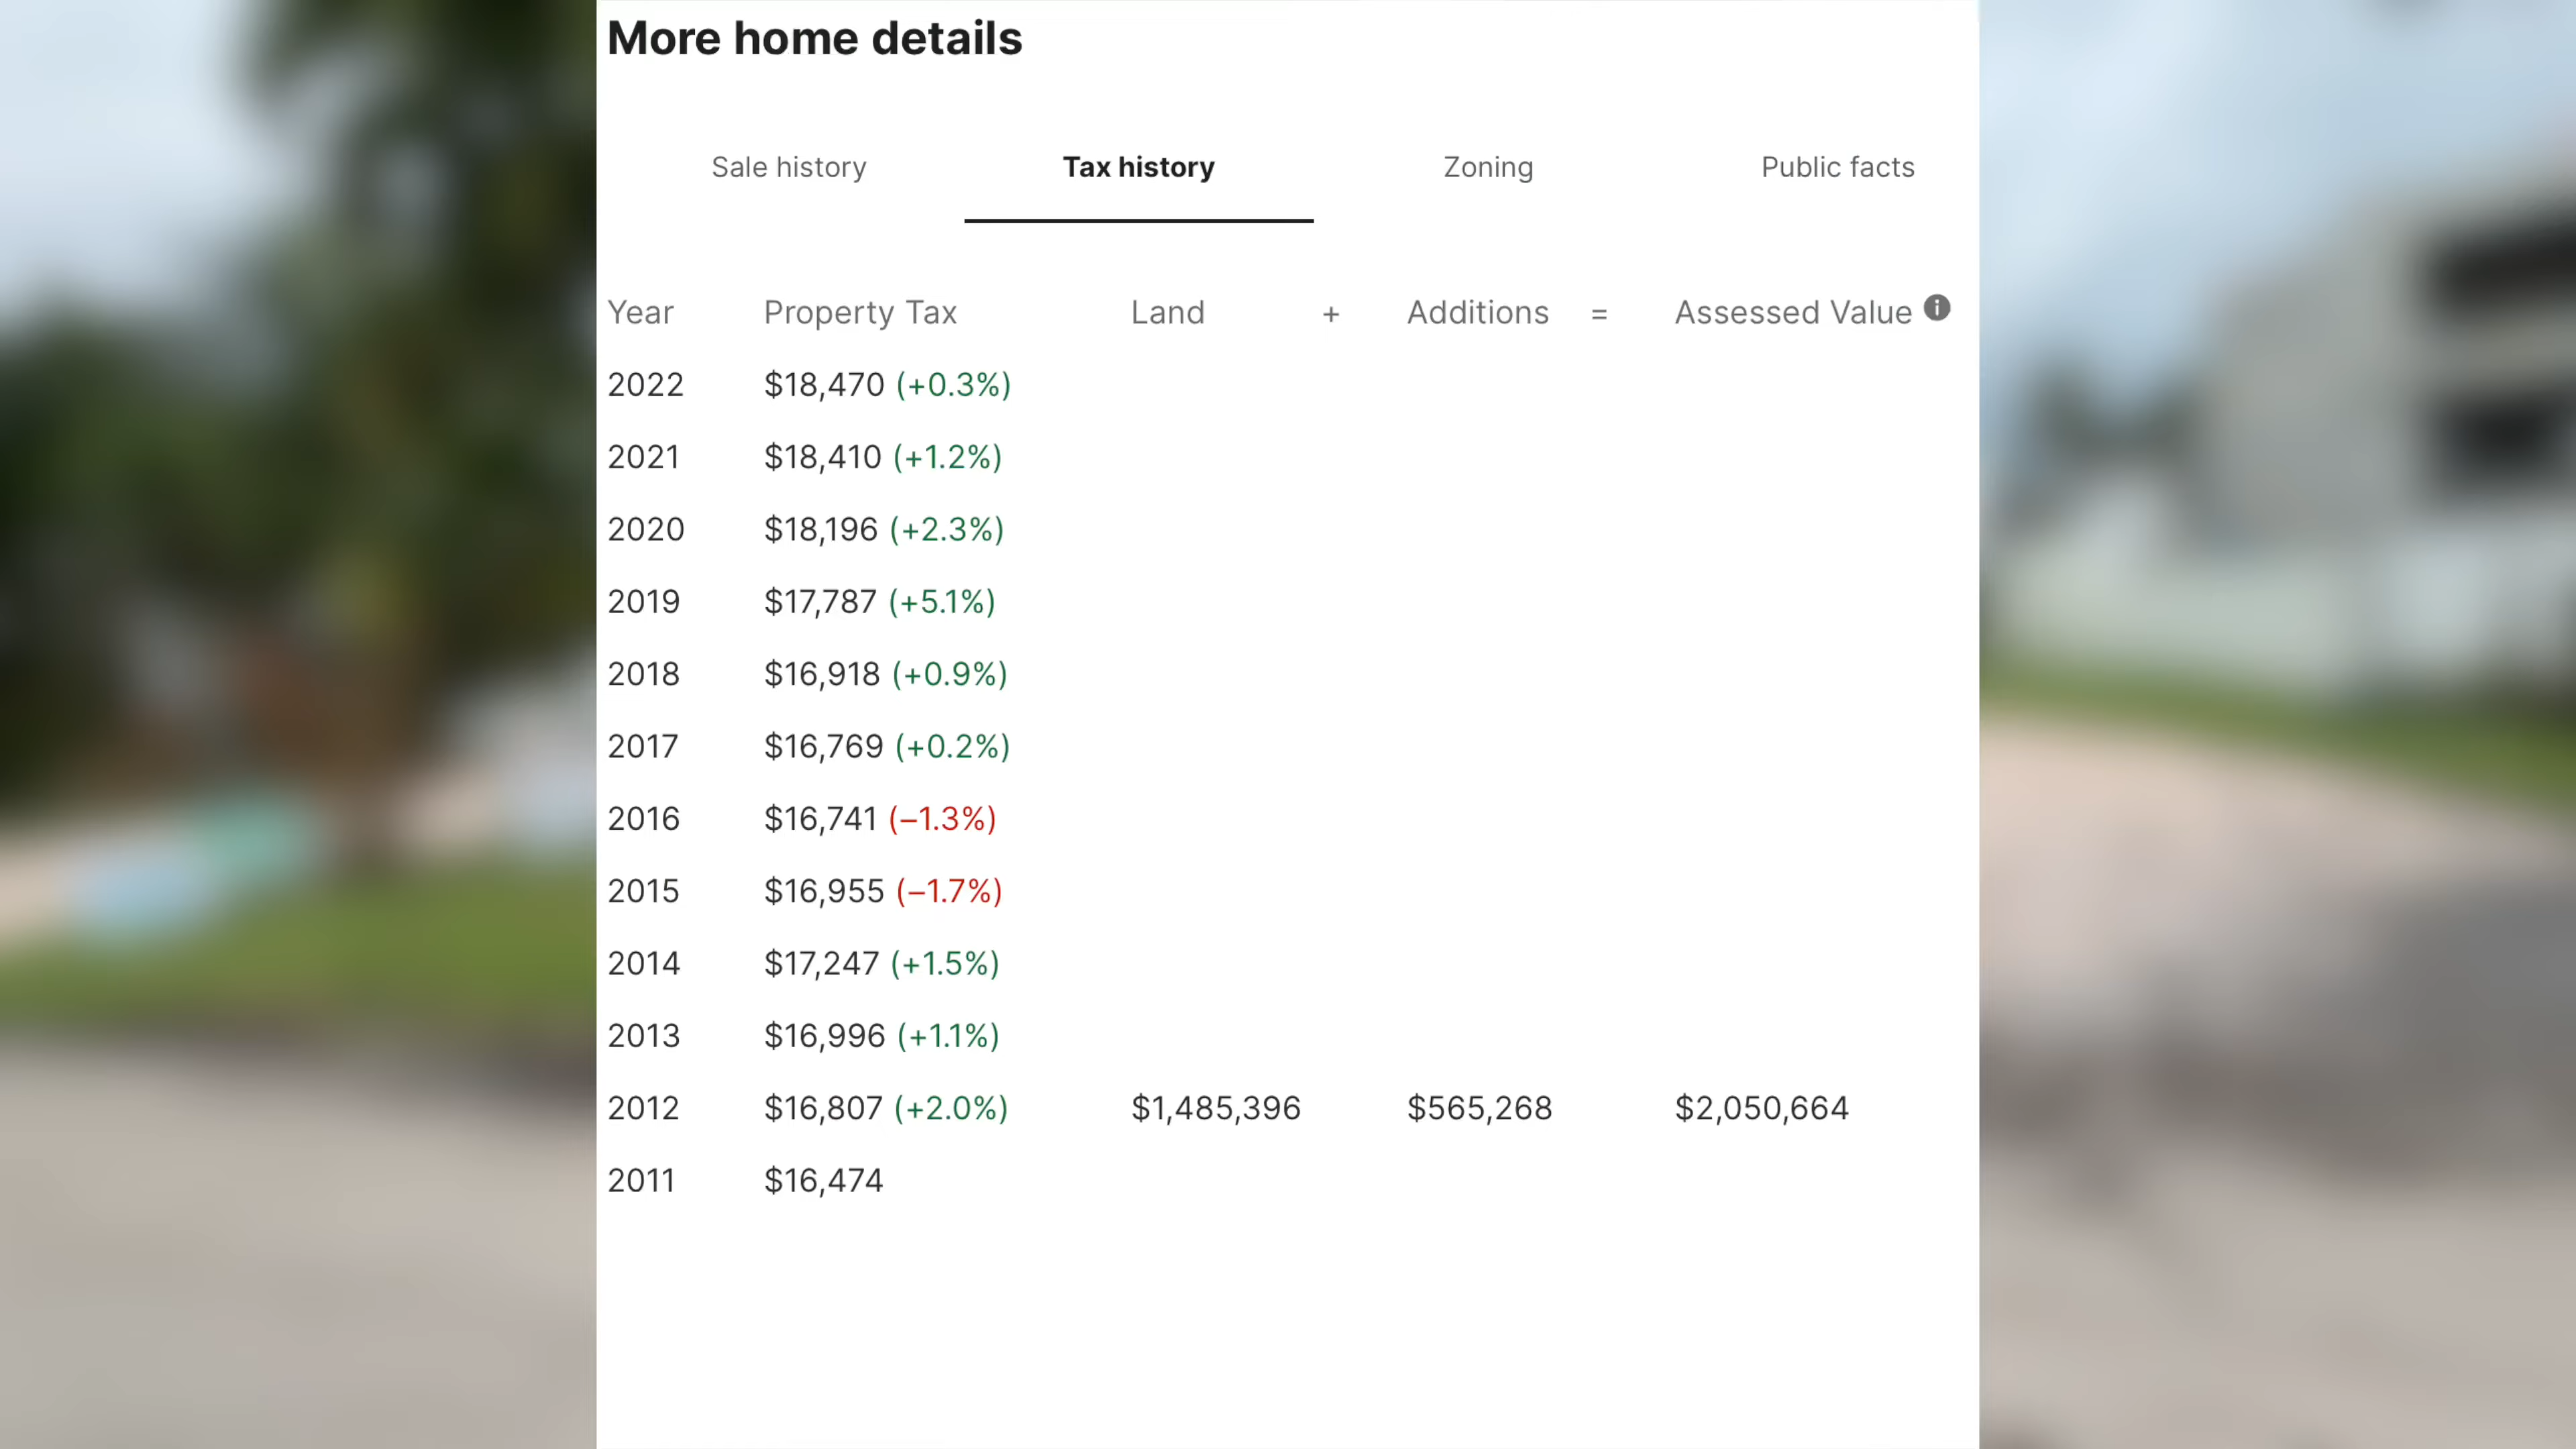 More home details
Sale history Tax history Zoning Public facts
Year Property Tax Land + Additions = Assessed Value
2022 $18,470 (+0.3%)
2021 $18,410 (+1.2%)
2020 $18,196 (+2.3%)
2019 $17,787 (+5.1%)
2018 $16,918 (+0.9%)
2017 $16,769 (+0.2%)
2016 $16,741 (–1.3%)
2015 $16,955 (–1.7%)
2014 $17,247 (+1.5%)
2013 $16,996 (+1.1%)
2012 $16,807 (+2.0%) $1,485,396 $565,268 $2,050,664
2011 $16,474